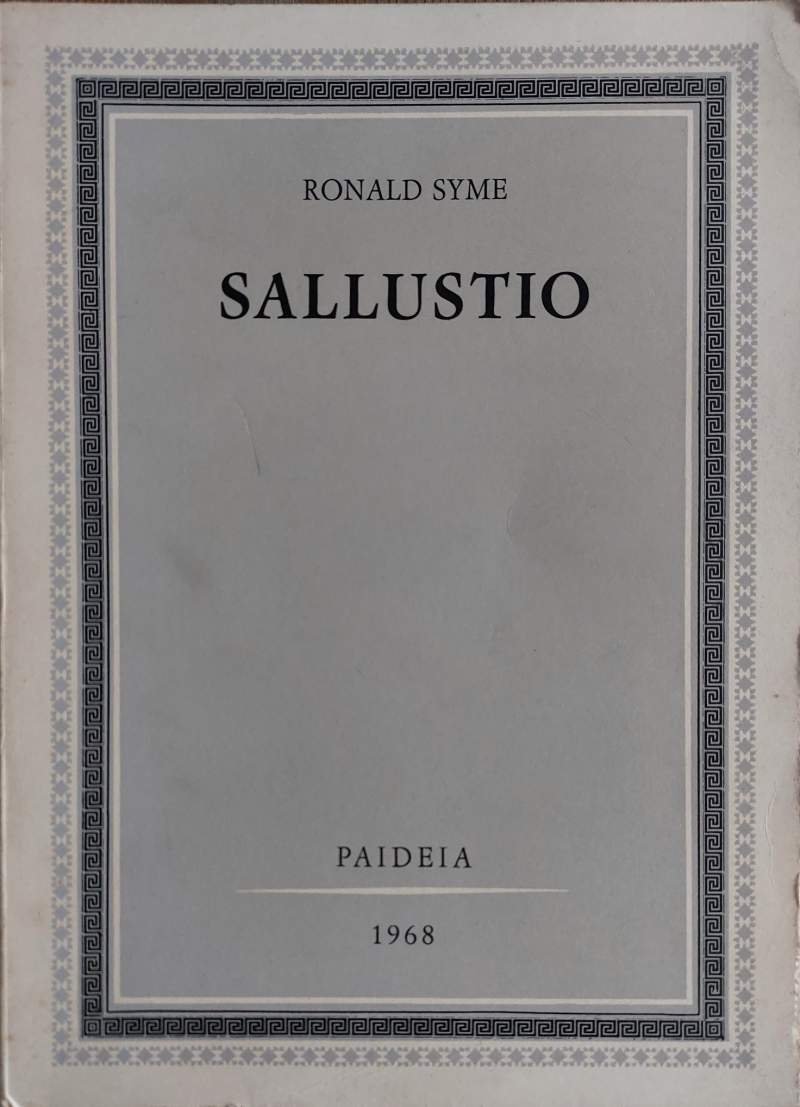 RONALD SYME
SALLUSTIO
PAIDEIA
1968